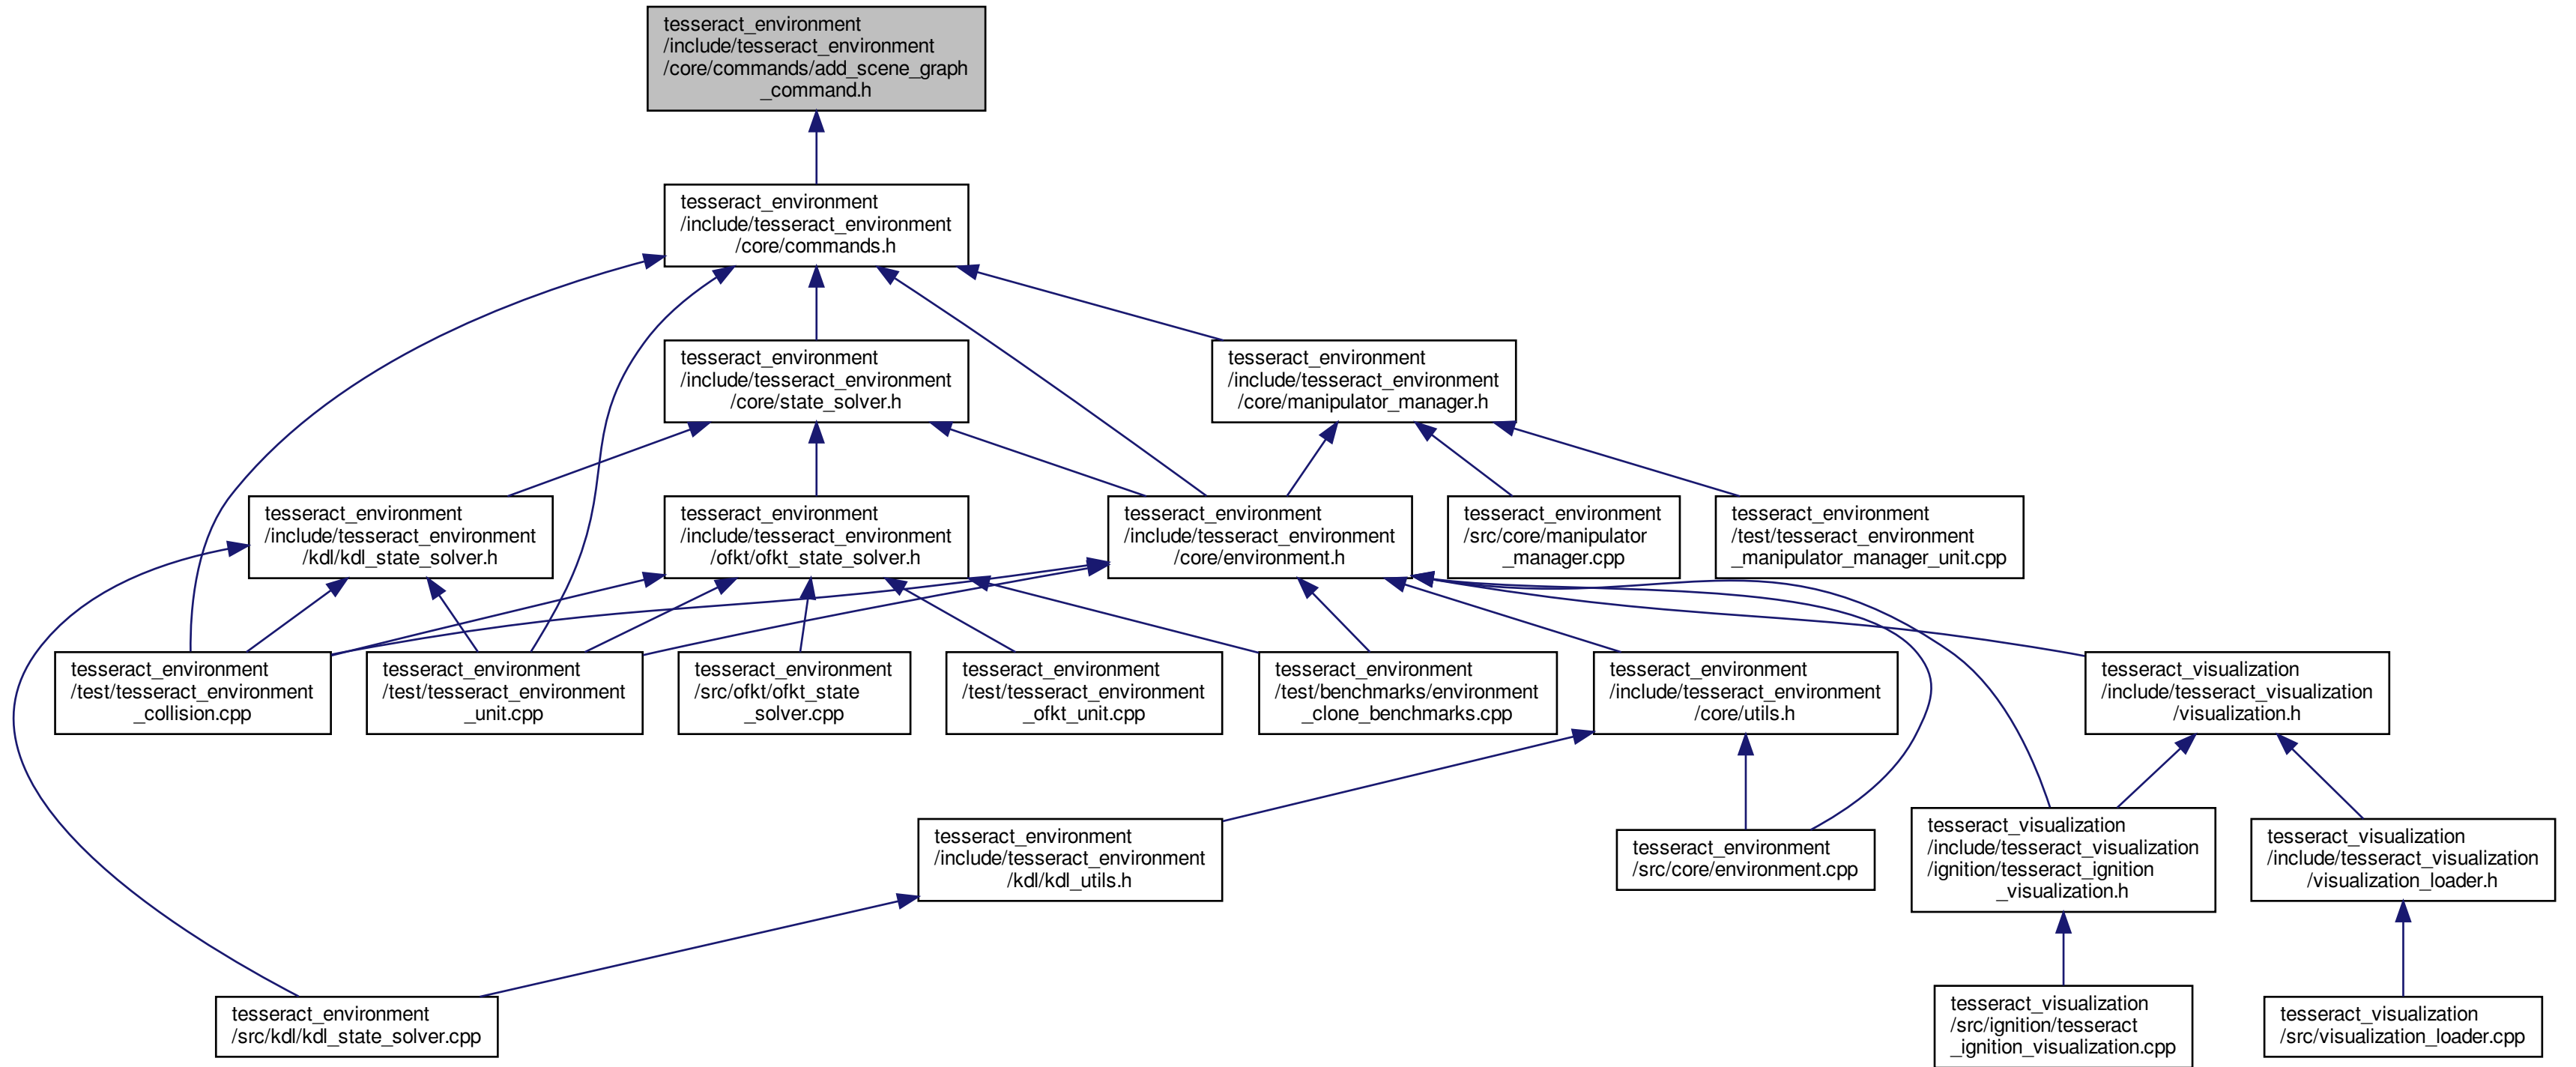 tesseract_environment
/include/tesseract_environment
/core/commands/add_scene_graph
_command.h
tesseract_environment
/include/tesseract_environment
/core/commands.h
tesseract_environment
/include/tesseract_environment
/core/state_solver.h
tesseract_environment
/include/tesseract_environment
/core/manipulator_manager.h
tesseract_environment
/include/tesseract_environment
/kdl/kdl_state_solver.h
tesseract_environment
/include/tesseract_environment
/ofkt/ofkt_state_solver.h
tesseract_environment
/include/tesseract_environment
/core/environment.h
tesseract_environment
/src/core/manipulator
_manager.cpp
tesseract_environment
/test/tesseract_environment
_manipulator_manager_unit.cpp
tesseract_environment
/test/tesseract_environment
_collision.cpp
tesseract_environment
/test/tesseract_environment
_unit.cpp
tesseract_environment
/src/ofkt/ofkt_state
_solver.cpp
tesseract_environment
/test/tesseract_environment
_ofkt_unit.cpp
tesseract_environment
/test/benchmarks/environment
_clone_benchmarks.cpp
tesseract_environment
/include/tesseract_environment
/core/utils.h
tesseract_visualization
/include/tesseract_visualization
/visualization.h
tesseract_environment
/include/tesseract_environment
/kdl/kdl_utils.h
tesseract_environment
/src/core/environment.cpp
tesseract_visualization
/include/tesseract_visualization
/ignition/tesseract_ignition
_visualization.h
tesseract_visualization
/include/tesseract_visualization
/visualization_loader.h
tesseract_environment
/src/kdl/kdl_state_solver.cpp
tesseract_visualization
/src/ignition/tesseract
_ignition_visualization.cpp
tesseract_visualization
/src/visualization_loader.cpp